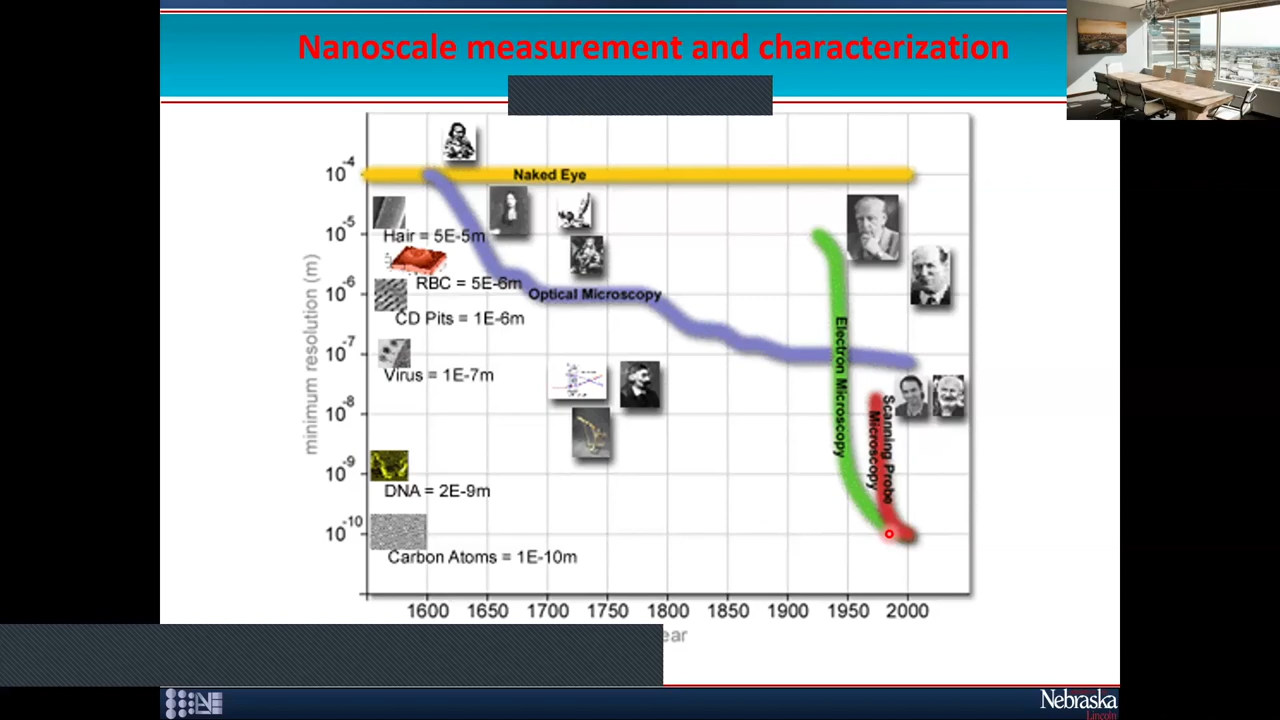 Nanoscale measurement and characterization
10-4
Naked Eye
10-5
Hair = 5E-5m
RBC = 5E-6m
10-6
Optical Microscopy
CD Pits = 1E-6m
10-7
Virus = 1E-7m
Electron Microscopy
10-8
Scanning Probe
Microscopy
10-9
DNA = 2E-9m
10-10
Carbon Atoms = 1E-10m
minimum resolution (m)
1600 1650 1700 1750 1800 1850 1900 1950 2000
ear
Nebraska
Lincoln